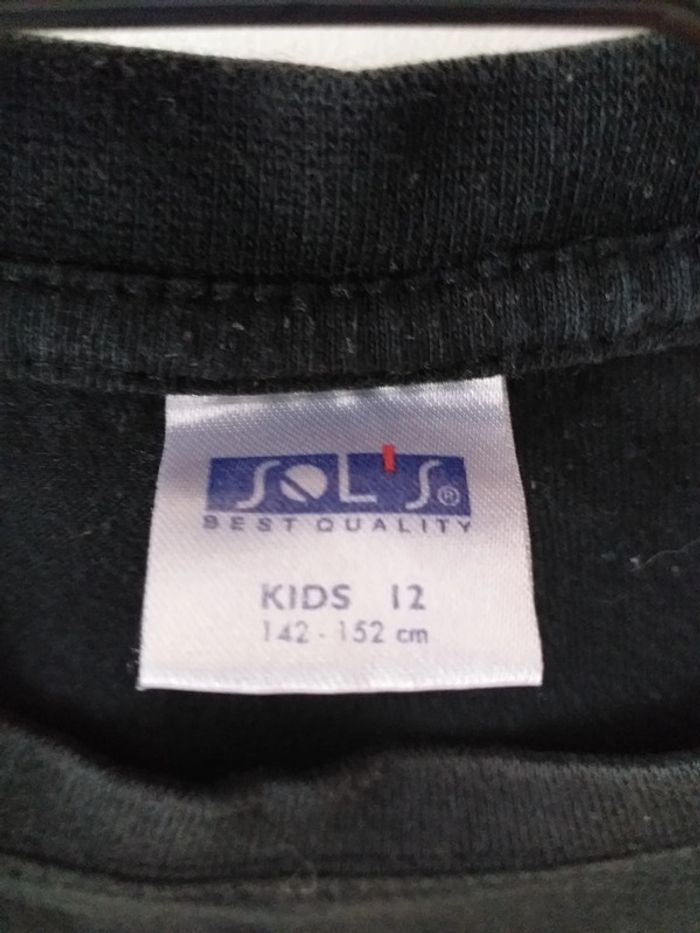 SOL'S®
BEST QUALITY
KIDS 12
142 - 152 cm